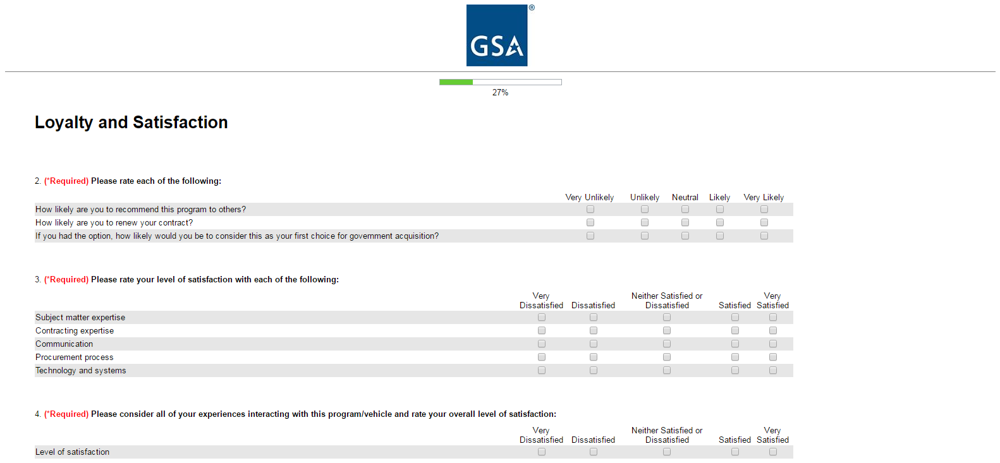 GSA®
27%
Loyalty and Satisfaction
2. (*Required) Please rate each of the following:
Very Unlikely Unlikely Neutral Likely Very Likely
How likely are you to recommend this program to others?
How likely are you to renew your contract?
If you had the option, how likely would you be to consider this as your first choice for government acquisition?
3. (*Required) Please rate your level of satisfaction with each of the following:
Very Neither Satisfied or Very
Dissatisfied Dissatisfied Dissatisfied Satisfied Satisfied
Subject matter expertise
Contracting expertise
Communication
Procurement process
Technology and systems
4. (*Required) Please consider all of your experiences interacting with this program/vehicle and rate your overall level of satisfaction:
Very Neither Satisfied or Very
Dissatisfied Dissatisfied Dissatisfied Satisfied Satisfied
Level of satisfaction